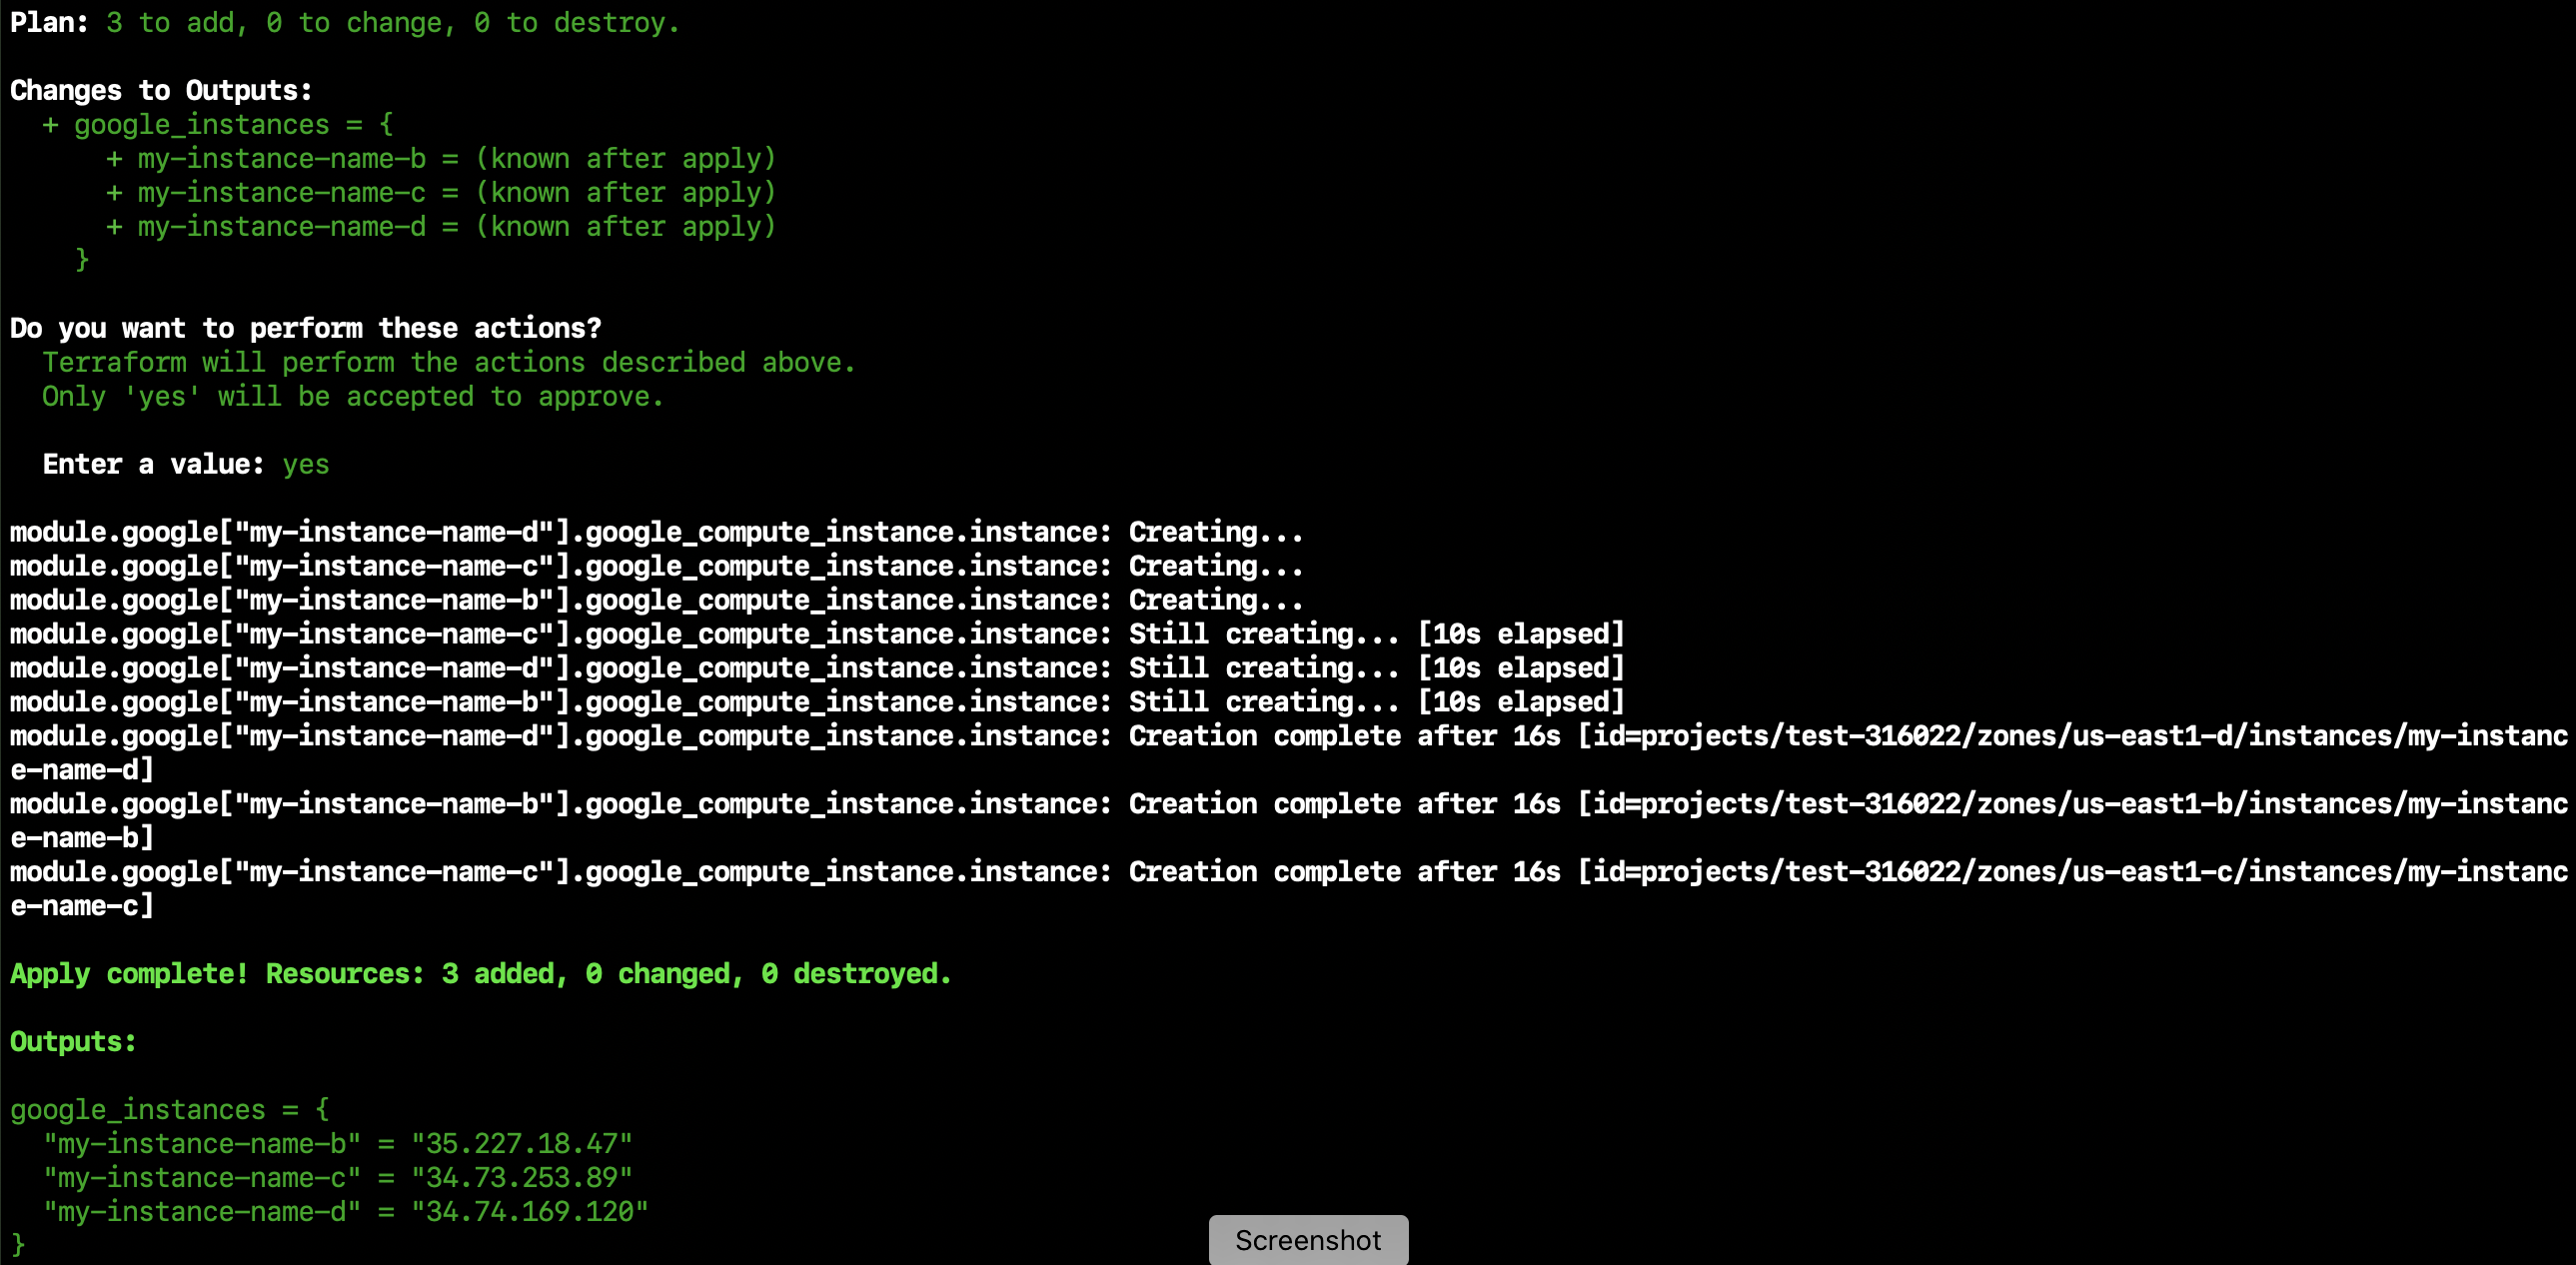 Plan: 3 to add, 0 to change, 0 to destroy.
Changes to Outputs:
  + google_instances = {
      + my-instance-name-b = (known after apply)
      + my-instance-name-c = (known after apply)
      + my-instance-name-d = (known after apply)
    }
Do you want to perform these actions?
  Terraform will perform the actions described above.
  Only 'yes' will be accepted to approve.
  Enter a value: yes
module.google["my-instance-name-d"].google_compute_instance.instance: Creating...
module.google["my-instance-name-c"].google_compute_instance.instance: Creating...
module.google["my-instance-name-b"].google_compute_instance.instance: Creating...
module.google["my-instance-name-c"].google_compute_instance.instance: Still creating... [10s elapsed]
module.google["my-instance-name-d"].google_compute_instance.instance: Still creating... [10s elapsed]
module.google["my-instance-name-b"].google_compute_instance.instance: Still creating... [10s elapsed]
module.google["my-instance-name-d"].google_compute_instance.instance: Creation complete after 16s [id=projects/test-316022/zones/us-east1-d/instances/my-instanc
e-name-d]
module.google["my-instance-name-b"].google_compute_instance.instance: Creation complete after 16s [id=projects/test-316022/zones/us-east1-b/instances/my-instanc
e-name-b]
module.google["my-instance-name-c"].google_compute_instance.instance: Creation complete after 16s [id=projects/test-316022/zones/us-east1-c/instances/my-instanc
e-name-c]
Apply complete! Resources: 3 added, 0 changed, 0 destroyed.
Outputs:
google_instances = {
  "my-instance-name-b" = "35.227.18.47"
  "my-instance-name-c" = "34.73.253.89"
  "my-instance-name-d" = "34.74.169.120"
}
Screenshot